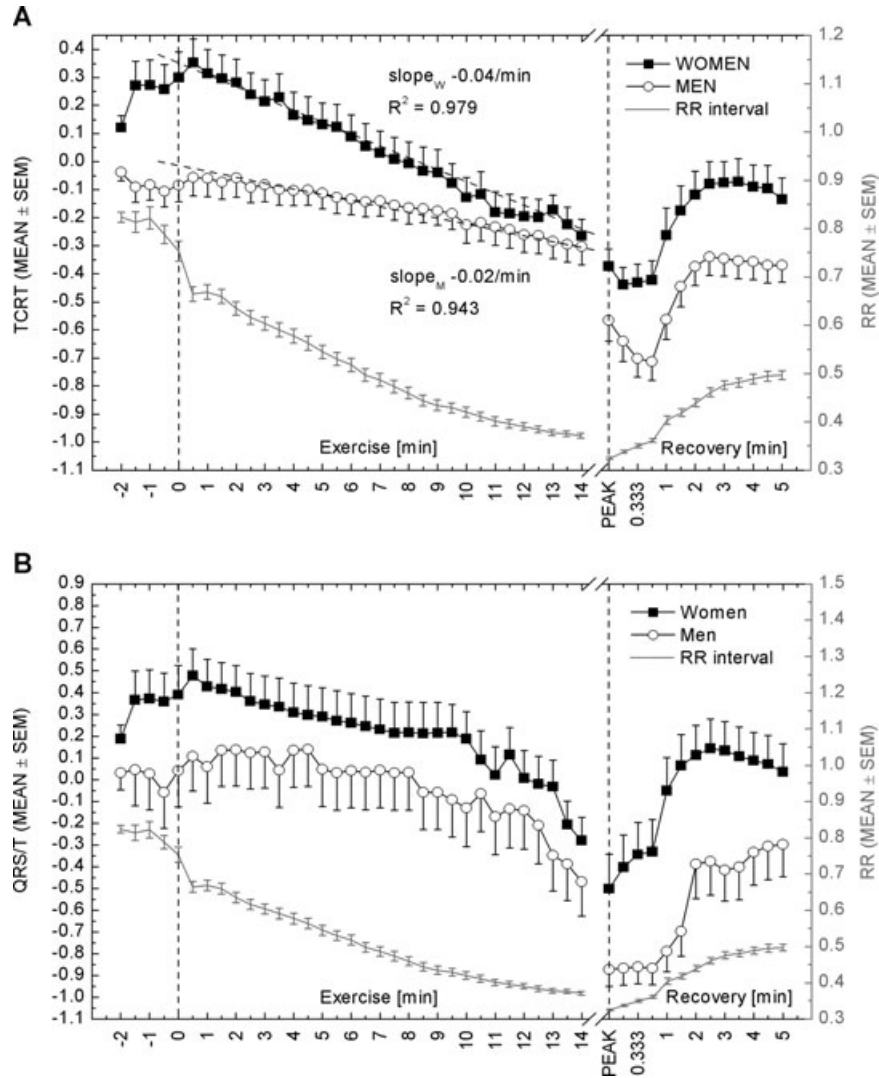 A
TCRT (MEAN ± SEM)
0.4
0.3
0.2
0.1
0.0
-0.1
-0.2
-0.3
-0.4
-0.5
-0.6
-0.7
-0.8
-0.9
-1.0
-1.1
slopeW -0.04/min
R² = 0.979
slopeM -0.02/min
R² = 0.943
WOMEN
MEN
RR interval
1.2
1.1
1.0
0.9
0.8
0.7
0.6
0.5
0.4
0.3
RR (MEAN ± SEM)
Exercise [min]
Recovery [min]
-2 -1 0 1 2 3 4 5 6 7 8 9 10 11 12 13 14 PEAK 0.333 1 2 3 4 5
B
QRS/T (MEAN ± SEM)
0.9
0.8
0.7
0.6
0.5
0.4
0.3
0.2
0.1
0.0
-0.1
-0.2
-0.3
-0.4
-0.5
-0.6
-0.7
-0.8
-0.9
-1.0
-1.1
Women
Men
RR interval
1.5
1.4
1.3
1.2
1.1
1.0
0.9
0.8
0.7
0.6
0.5
0.4
0.3
RR (MEAN ± SEM)
Exercise [min]
Recovery [min]
-2 -1 0 1 2 3 4 5 6 7 8 9 10 11 12 13 14 PEAK 0.333 1 2 3 4 5